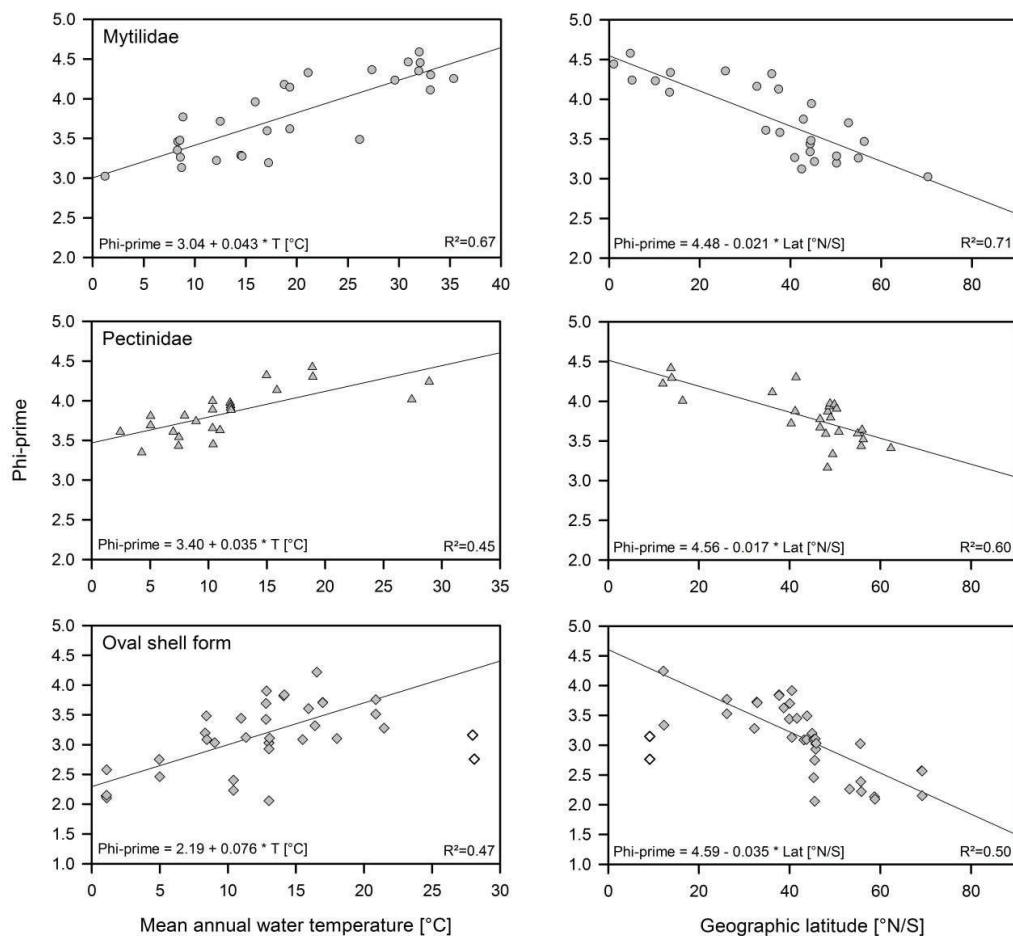 Mytilidae
5.0
4.5
4.0
3.5
3.0
2.5
2.0
0 5 10 15 20 25 30 35 40
Phi-prime = 3.04 + 0.043 * T [°C] R²=0.67
5.0
4.5
4.0
3.5
3.0
2.5
2.0
0 20 40 60 80
Phi-prime = 4.48 - 0.021 * Lat [°N/S] R²=0.71
Phi-prime
Pectinidae
5.0
4.5
4.0
3.5
3.0
2.5
2.0
0 5 10 15 20 25 30 35
Phi-prime = 3.40 + 0.035 * T [°C] R²=0.45
5.0
4.5
4.0
3.5
3.0
2.5
2.0
0 20 40 60 80
Phi-prime = 4.56 - 0.017 * Lat [°N/S] R²=0.60
Oval shell form
5.0
4.5
4.0
3.5
3.0
2.5
2.0
1.5
1.0
0 5 10 15 20 25 30
Phi-prime = 2.19 + 0.076 * T [°C] R²=0.47
Mean annual water temperature [°C]
5.0
4.5
4.0
3.5
3.0
2.5
2.0
1.5
1.0
0 20 40 60 80
Phi-prime = 4.59 - 0.035 * Lat [°N/S] R²=0.50
Geographic latitude [°N/S]